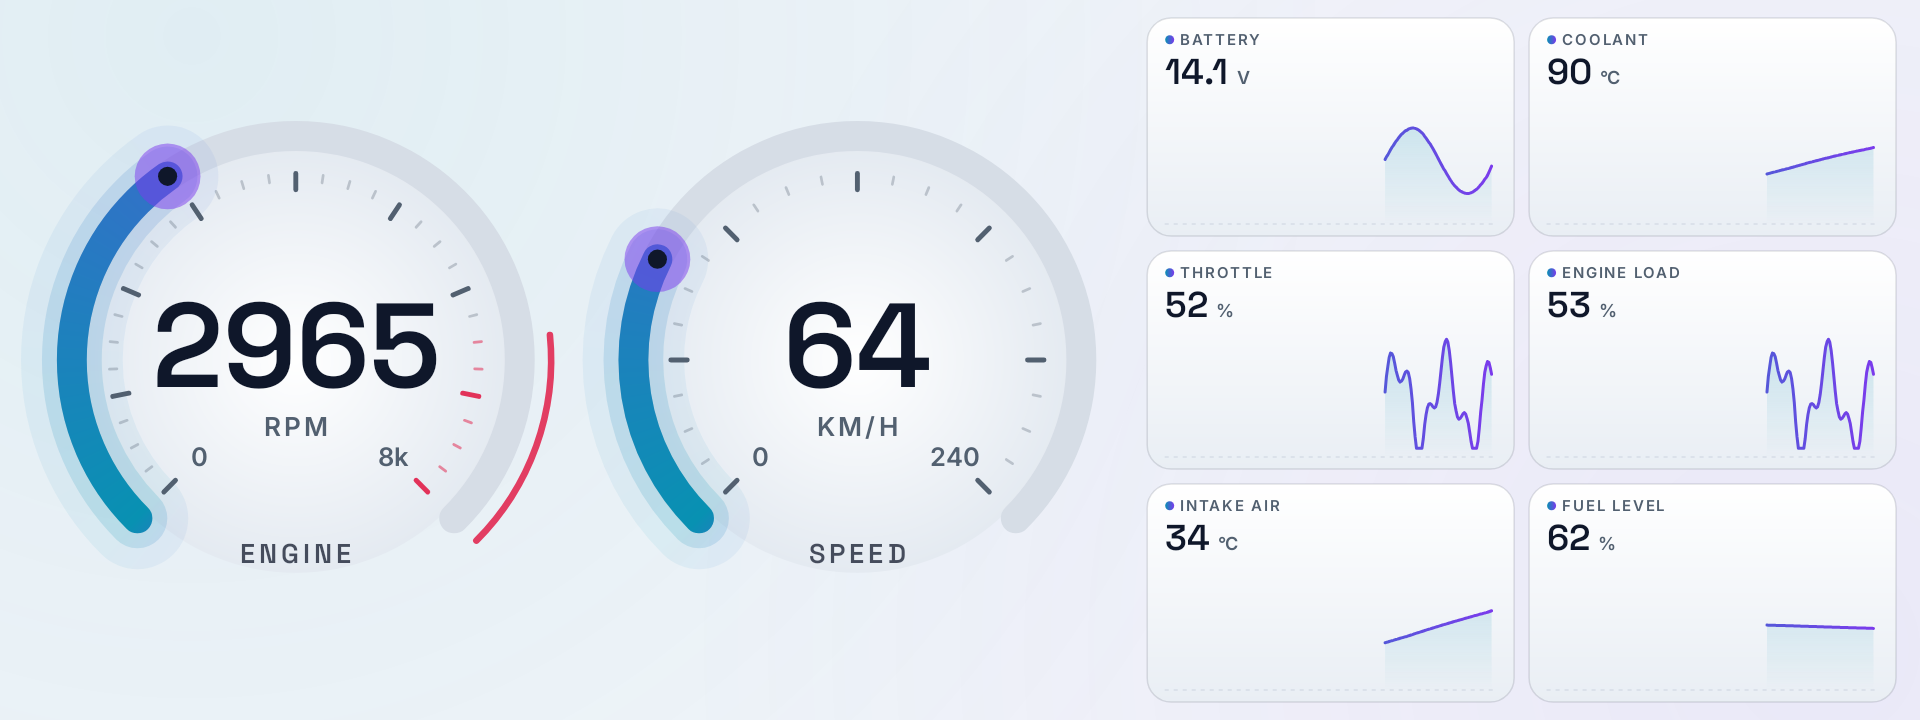 2965
RPM
0 8k
ENGINE
64
KM/H
0 240
SPEED
BATTERY
14.1 V
COOLANT
90 °C
THROTTLE
52 %
ENGINE LOAD
53 %
INTAKE AIR
34 °C
FUEL LEVEL
62 %